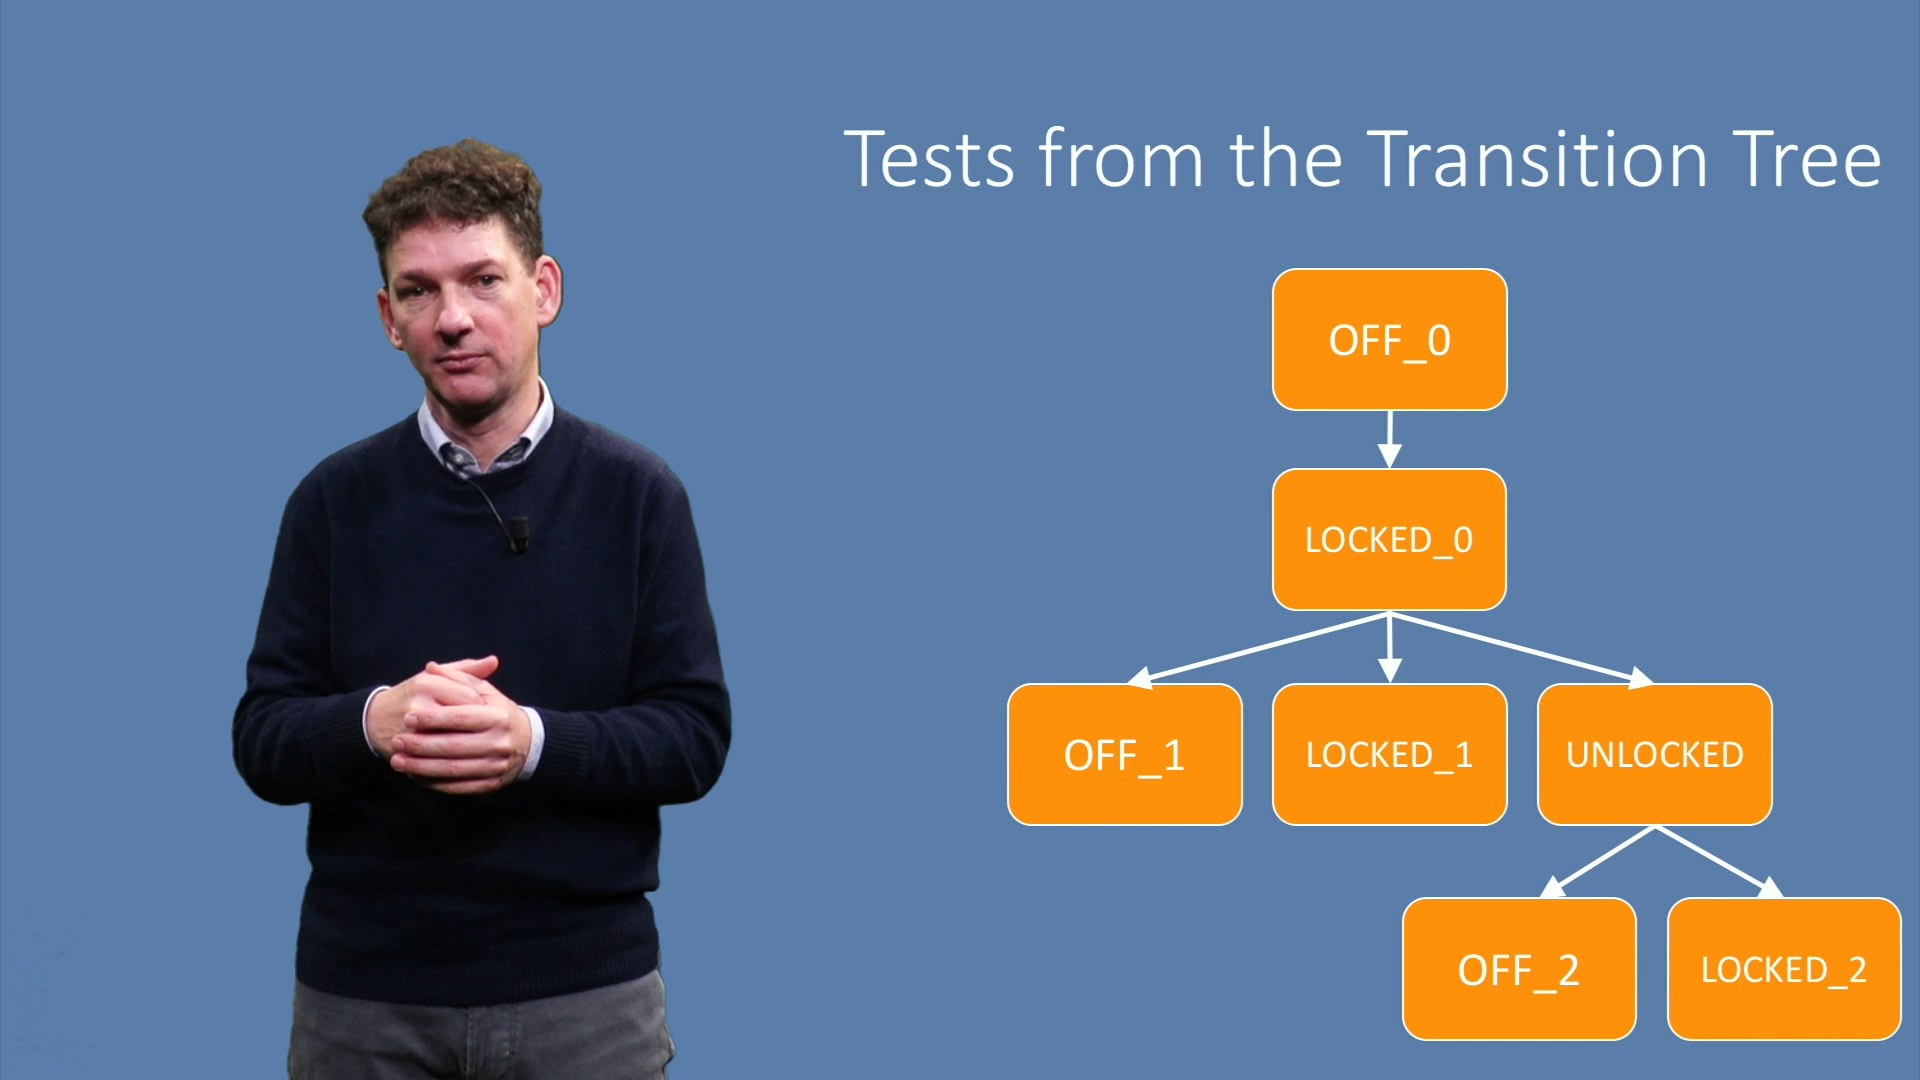 Tests from the Transition Tree
OFF_0
LOCKED_0
OFF_1
LOCKED_1
UNLOCKED
OFF_2
LOCKED_2